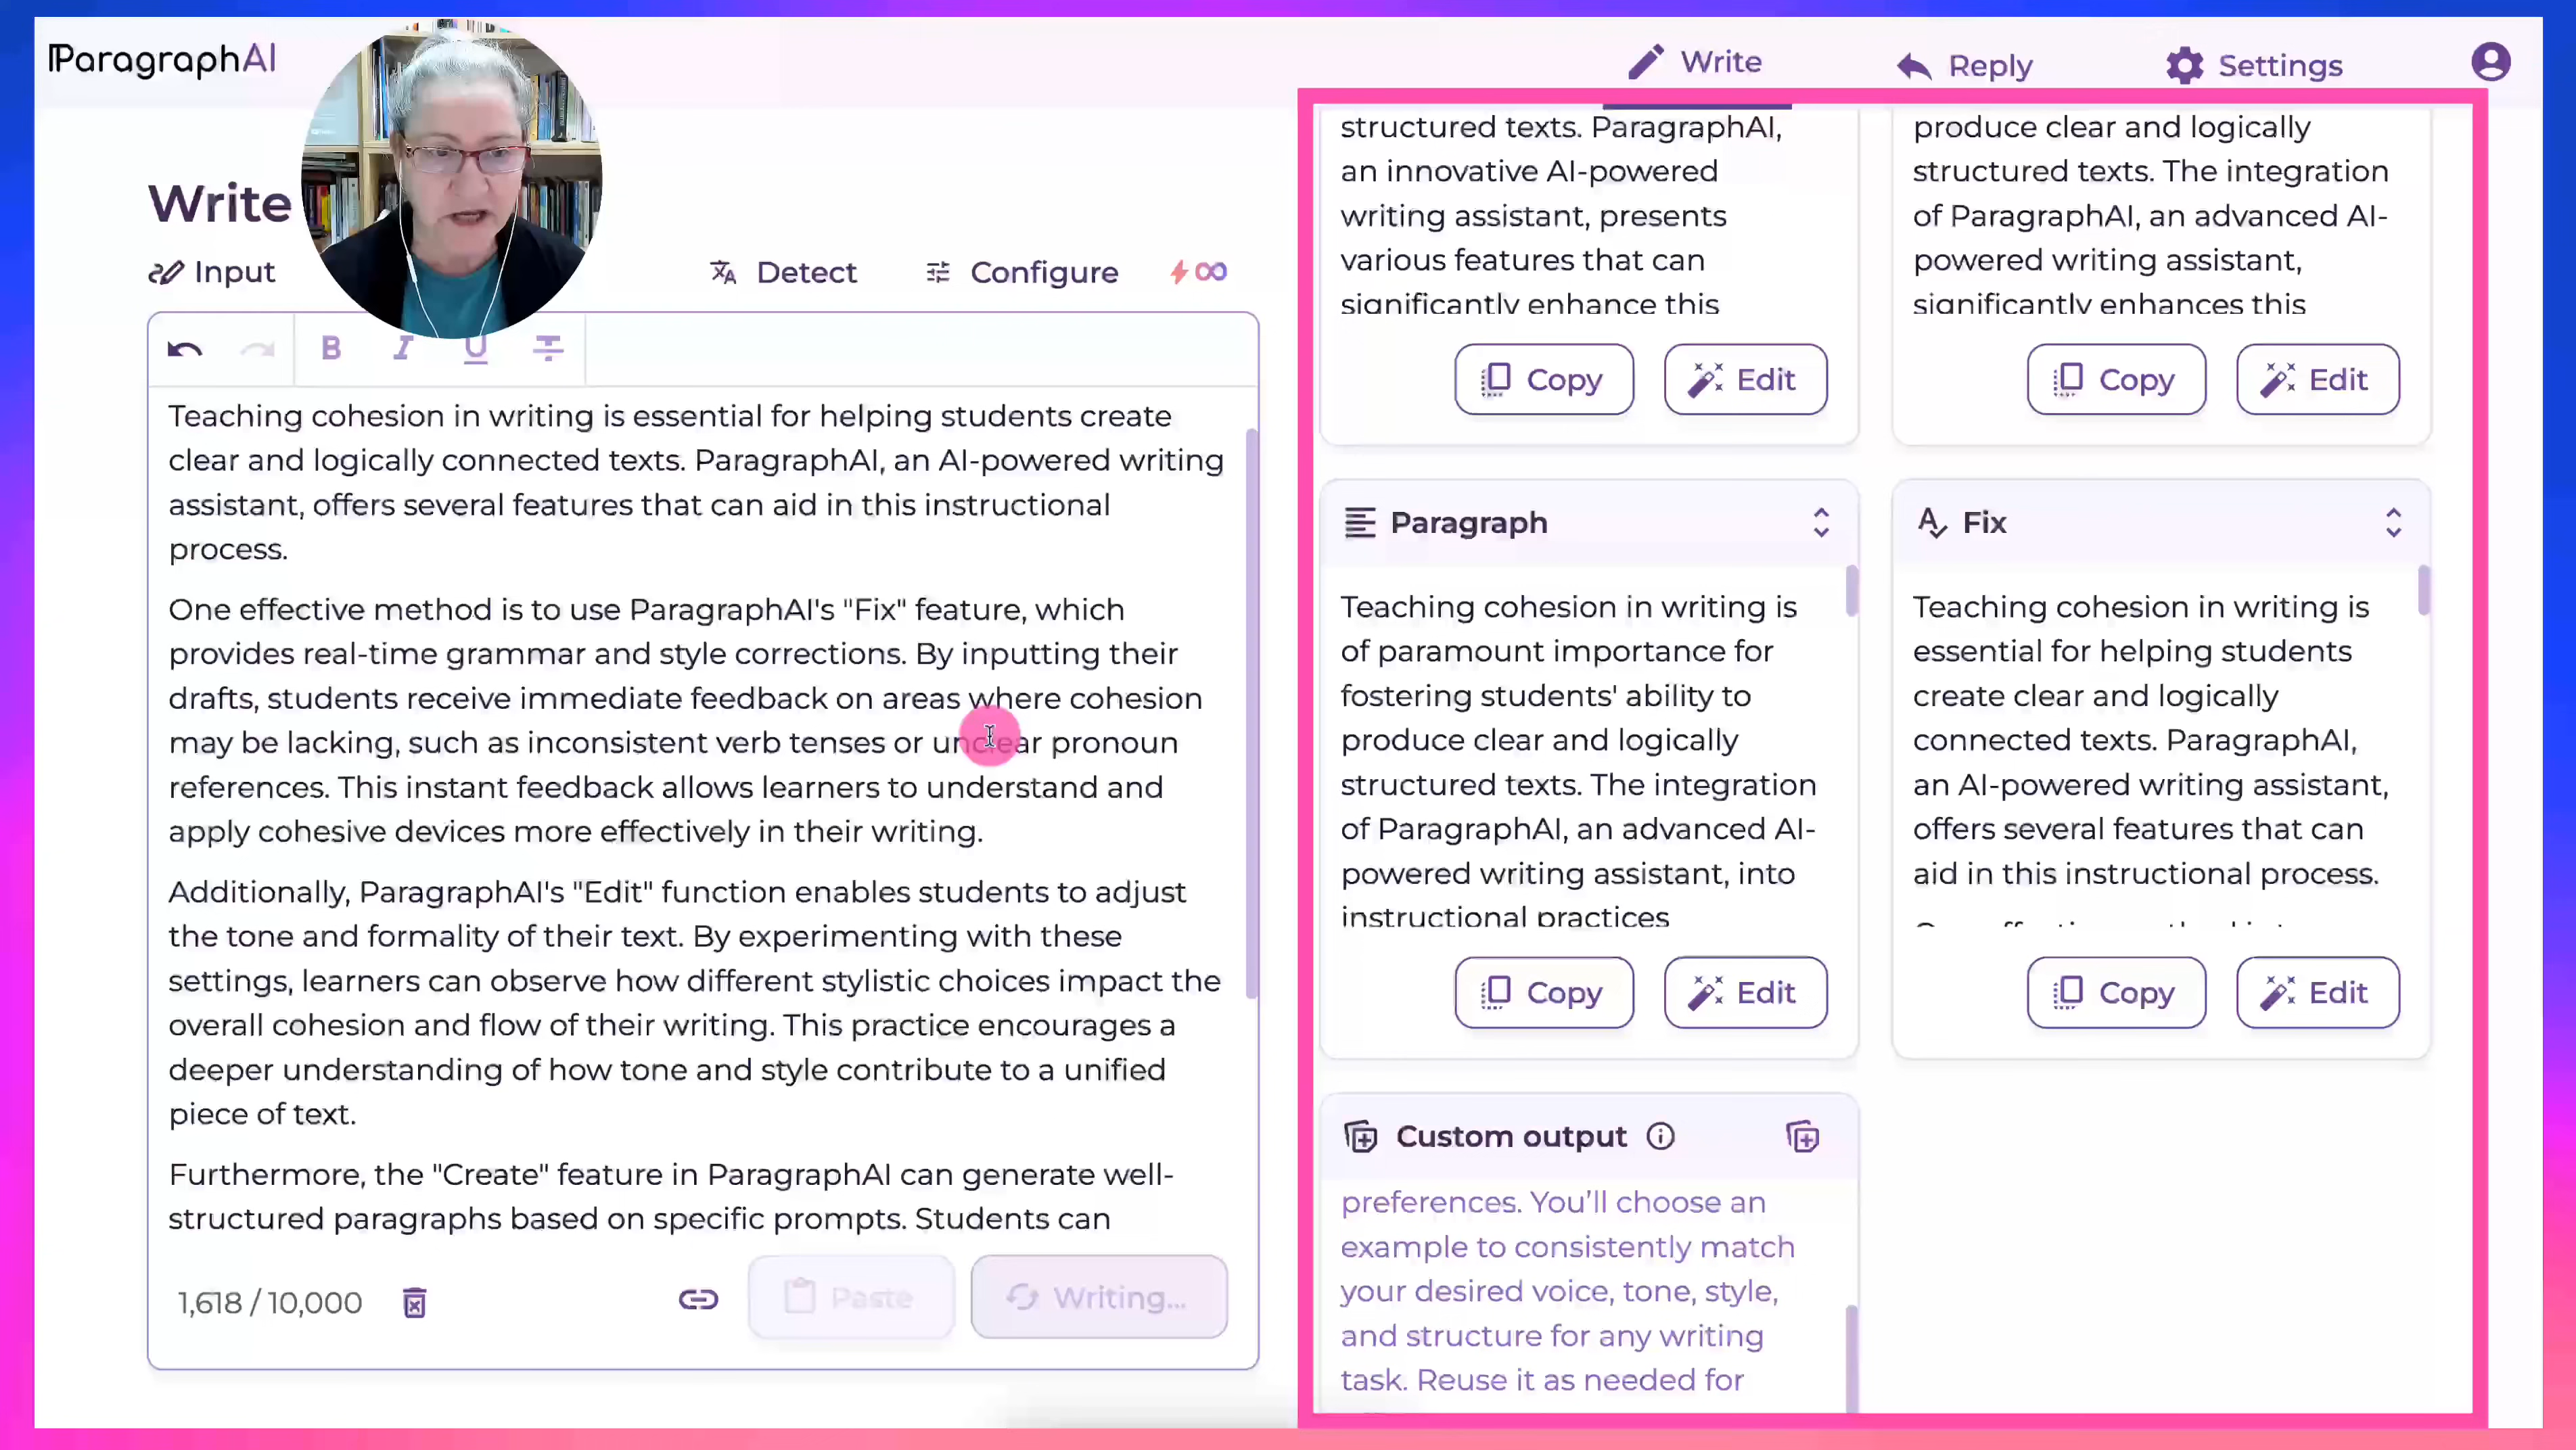 ParagraphAI
Write
Reply
Settings
Write
Input
Detect
Configure
B I U
Teaching cohesion in writing is essential for helping students create
clear and logically connected texts. ParagraphAI, an AI-powered writing
assistant, offers several features that can aid in this instructional
process.
One effective method is to use ParagraphAI's "Fix" feature, which
provides real-time grammar and style corrections. By inputting their
drafts, students receive immediate feedback on areas where cohesion
may be lacking, such as inconsistent verb tenses or unclear pronoun
references. This instant feedback allows learners to understand and
apply cohesive devices more effectively in their writing.
Additionally, ParagraphAI's "Edit" function enables students to adjust
the tone and formality of their text. By experimenting with these
settings, learners can observe how different stylistic choices impact the
overall cohesion and flow of their writing. This practice encourages a
deeper understanding of how tone and style contribute to a unified
piece of text.
Furthermore, the "Create" feature in ParagraphAI can generate well-
structured paragraphs based on specific prompts. Students can
1,618 / 10,000
Paste
Writing...
structured texts. ParagraphAI,
an innovative AI-powered
writing assistant, presents
various features that can
significantly enhance this
Copy
Edit
produce clear and logically
structured texts. The integration
of ParagraphAI, an advanced AI-
powered writing assistant,
significantly enhances this
Copy
Edit
Paragraph
Teaching cohesion in writing is
of paramount importance for
fostering students' ability to
produce clear and logically
structured texts. The integration
of ParagraphAI, an advanced AI-
powered writing assistant, into
instructional practices
Copy
Edit
Fix
Teaching cohesion in writing is
essential for helping students
create clear and logically
connected texts. ParagraphAI,
an AI-powered writing assistant,
offers several features that can
aid in this instructional process.
Copy
Edit
Custom output
preferences. You'll choose an
example to consistently match
your desired voice, tone, style,
and structure for any writing
task. Reuse it as needed for